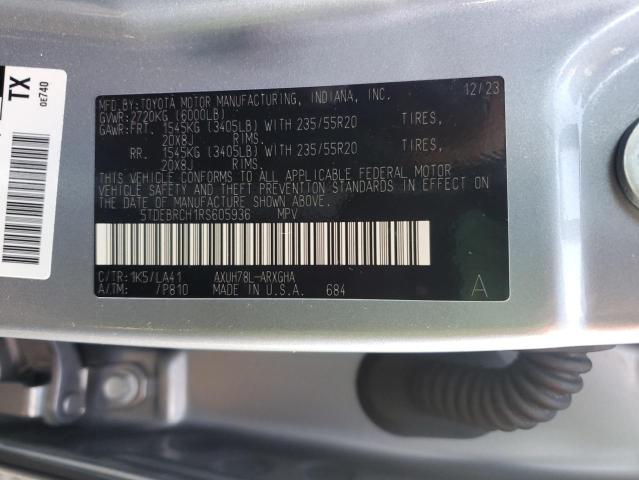 TX
0E740
MFD.BY:TOYOTA MOTOR MANUFACTURING, INDIANA, INC. 12/23
GVWR:2720KG (6000LB)
GAWR:FRT. 1545KG (3405LB) WITH 235/55R20 TIRES,
20X8J RIMS.
RR. 1545KG (3405LB) WITH 235/55R20 TIRES,
20X8J RIMS.
THIS VEHICLE CONFORMS TO ALL APPLICABLE FEDERAL MOTOR
VEHICLE SAFETY AND THEFT PREVENTION STANDARDS IN EFFECT ON
THE DATE OF MANUFACTURE SHOWN ABOVE.
5TDEBRCH1RS605936 MPV
C/TR:1K5/LA41 AXUH78L-ARXGHA
A/TM: 7P810 MADE IN U.S.A. 684
A